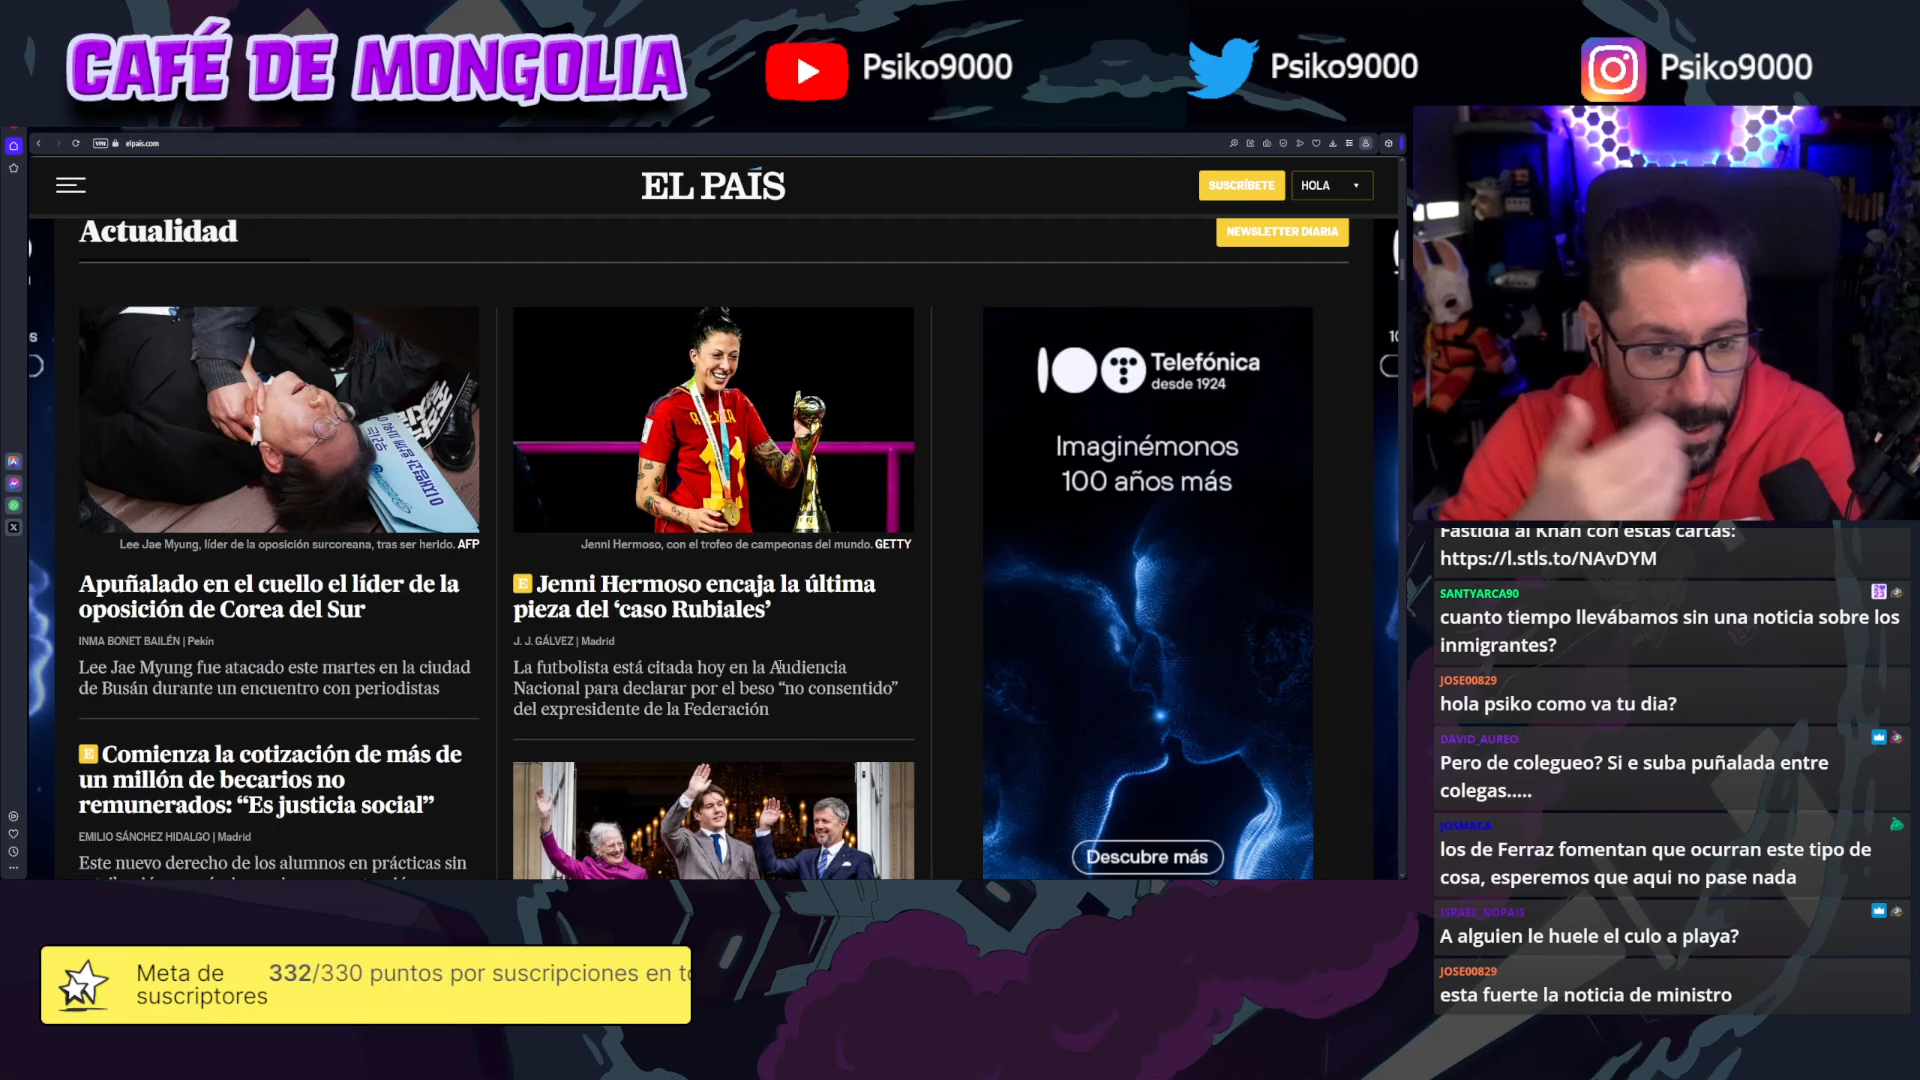 CAFÉ DE MONGOLIA
Psiko9000
Psiko9000
Psiko9000
VPN
elpais.com
EL PAÍS
SUSCRÍBETE
HOLA
Actualidad
NEWSLETTER DIARIA
Lee Jae Myung, líder de la oposición surcoreana, tras ser herido. AFP
Apuñalado en el cuello el líder de la
oposición de Corea del Sur
INMA BONET BAILÉN | Pekín
Lee Jae Myung fue atacado este martes en la ciudad
de Busán durante un encuentro con periodistas
E Comienza la cotización de más de
un millón de becarios no
remunerados: “Es justicia social”
EMILIO SÁNCHEZ HIDALGO | Madrid
Este nuevo derecho de los alumnos en prácticas sin
Jenni Hermoso, con el trofeo de campeonas del mundo. GETTY
E Jenni Hermoso encaja la última
pieza del ‘caso Rubiales’
J. J. GÁLVEZ | Madrid
La futbolista está citada hoy en la Audiencia
Nacional para declarar por el beso “no consentido”
del expresidente de la Federación
100 Telefónica
desde 1924
Imaginémonos
100 años más
Descubre más
Fastidia al Khan con estas cartas:
https://l.stls.to/NAvDYM
SANTYARCA90
cuanto tiempo llevábamos sin una noticia sobre los
inmigrantes?
JOSE00829
hola psiko como va tu dia?
DAVID_AUREO
Pero de colegueo? Si e suba puñalada entre
colegas.....
JOSMACA
los de Ferraz fomentan que ocurran este tipo de
cosa, esperemos que aqui no pase nada
ISRAEL_NOPAIS
A alguien le huele el culo a playa?
JOSE00829
esta fuerte la noticia de ministro
Meta de
suscriptores
332/330 puntos por suscripciones en to